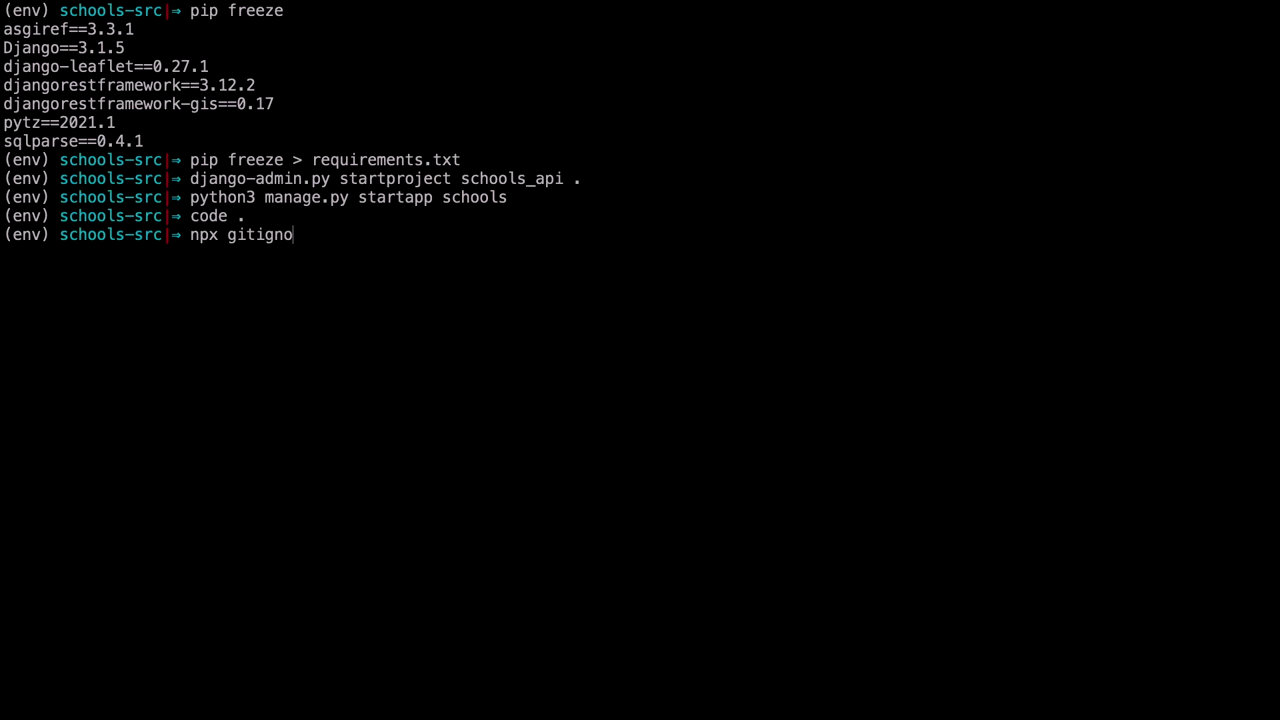 (env) schools-src|⇒ pip freeze
asgiref==3.3.1
Django==3.1.5
django-leaflet==0.27.1
djangorestframework==3.12.2
djangorestframework-gis==0.17
pytz==2021.1
sqlparse==0.4.1
(env) schools-src|⇒ pip freeze > requirements.txt
(env) schools-src|⇒ django-admin.py startproject schools_api .
(env) schools-src|⇒ python3 manage.py startapp schools
(env) schools-src|⇒ code .
(env) schools-src|⇒ npx gitigno